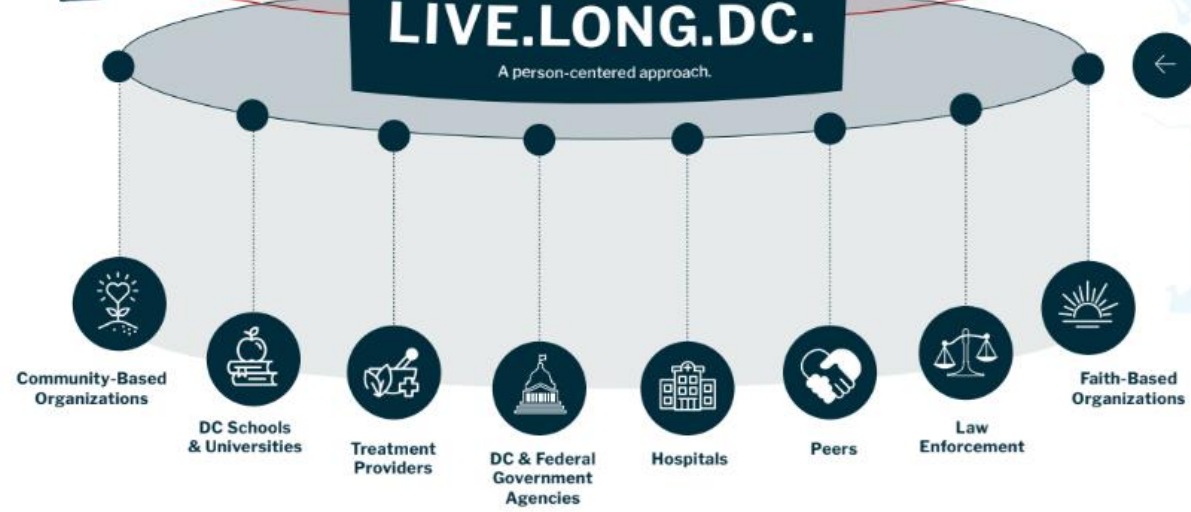 LIVE.LONG.DC.
A person-centered approach.
Community-Based
Organizations
DC Schools
& Universities
Treatment
Providers
DC & Federal
Government
Agencies
Hospitals
Peers
Law
Enforcement
Faith-Based
Organizations